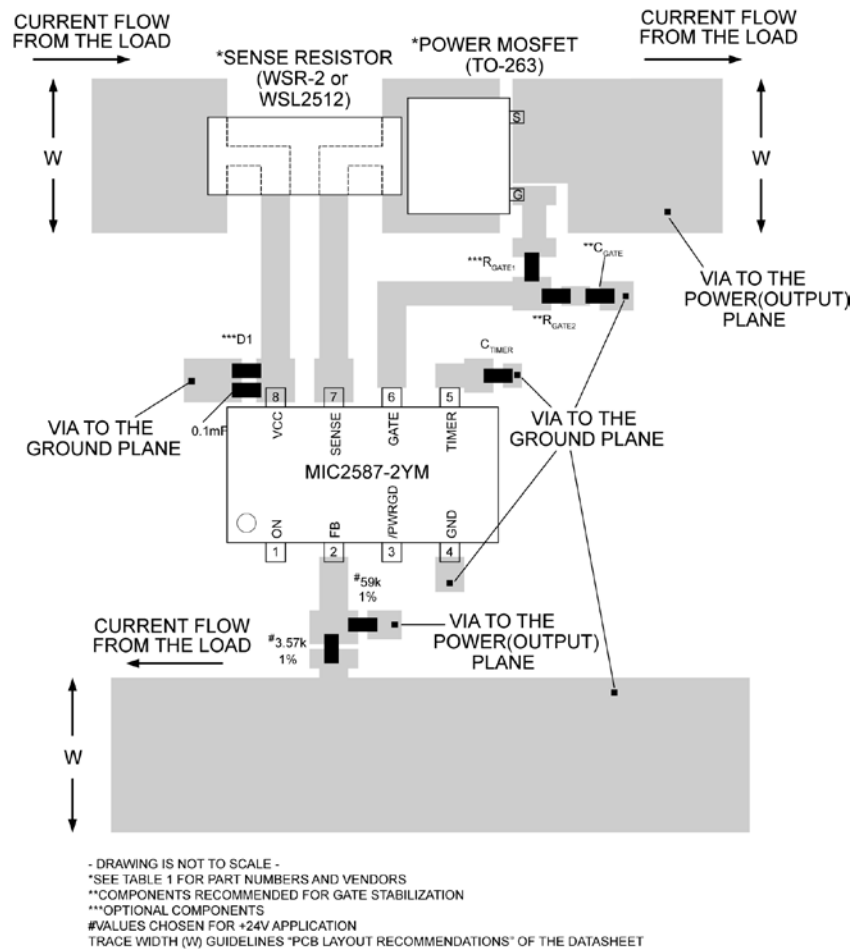 CURRENT FLOW
FROM THE LOAD
*SENSE RESISTOR
(WSR-2 or
WSL2512)
*POWER MOSFET
(TO-263)
CURRENT FLOW
FROM THE LOAD
W
S
G
W
***RGATE1
**CGATE
**RGATE2
VIA TO THE
POWER(OUTPUT)
PLANE
***D1
CTIMER
0.1mF
VIA TO THE
GROUND PLANE
VIA TO THE
GROUND PLANE
8
7
6
5
VCC
SENSE
GATE
TIMER
MIC2587-2YM
ON
FB
/PWRGD
GND
1
2
3
4
#59k
1%
#3.57k
1%
VIA TO THE
POWER(OUTPUT)
PLANE
CURRENT FLOW
FROM THE LOAD
W
- DRAWING IS NOT TO SCALE -
*SEE TABLE 1 FOR PART NUMBERS AND VENDORS
**COMPONENTS RECOMMENDED FOR GATE STABILIZATION
***OPTIONAL COMPONENTS
#VALUES CHOSEN FOR +24V APPLICATION
TRACE WIDTH (W) GUIDELINES "PCB LAYOUT RECOMMENDATIONS" OF THE DATASHEET